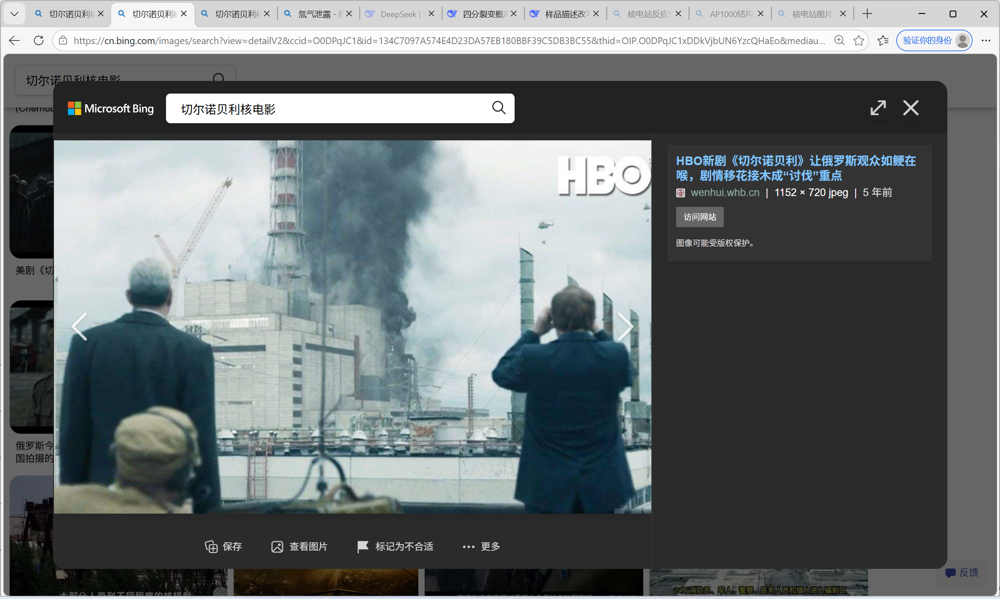 切尔诺贝利核
切尔诺贝利核
切尔诺贝利核
氚气泄露 - 搜
DeepSeek |
四分裂变概率
样品描述改写
核电站反应堆
AP1000结构
核电站图片
https://cn.bing.com/images/search?view=detailV2&ccid=O0DPqJC1&id=134C7097A574E4D23DA57EB180BBF39C5DB3BC55&thid=OIP.O0DPqJC1xDDkVjbUN6YzcQHaEo&mediau...
验证你的身份
切尔诺贝利核电影
(Chernob
Microsoft Bing
切尔诺贝利核电影
HBO
HBO新剧《切尔诺贝利》让俄罗斯观众如鲠在
喉，剧情移花接木成“讨伐”重点
wenhui.whb.cn | 1152 × 720 jpeg | 5 年前
访问网站
图像可能受版权保护。
美剧《切
俄罗斯今
国拍摄的
保存
查看图片
标记为不合适
更多
反馈
大部分人受到不同程度的核辐射
24万消防员、军人、警察、医务人员和猎人进入辐射区